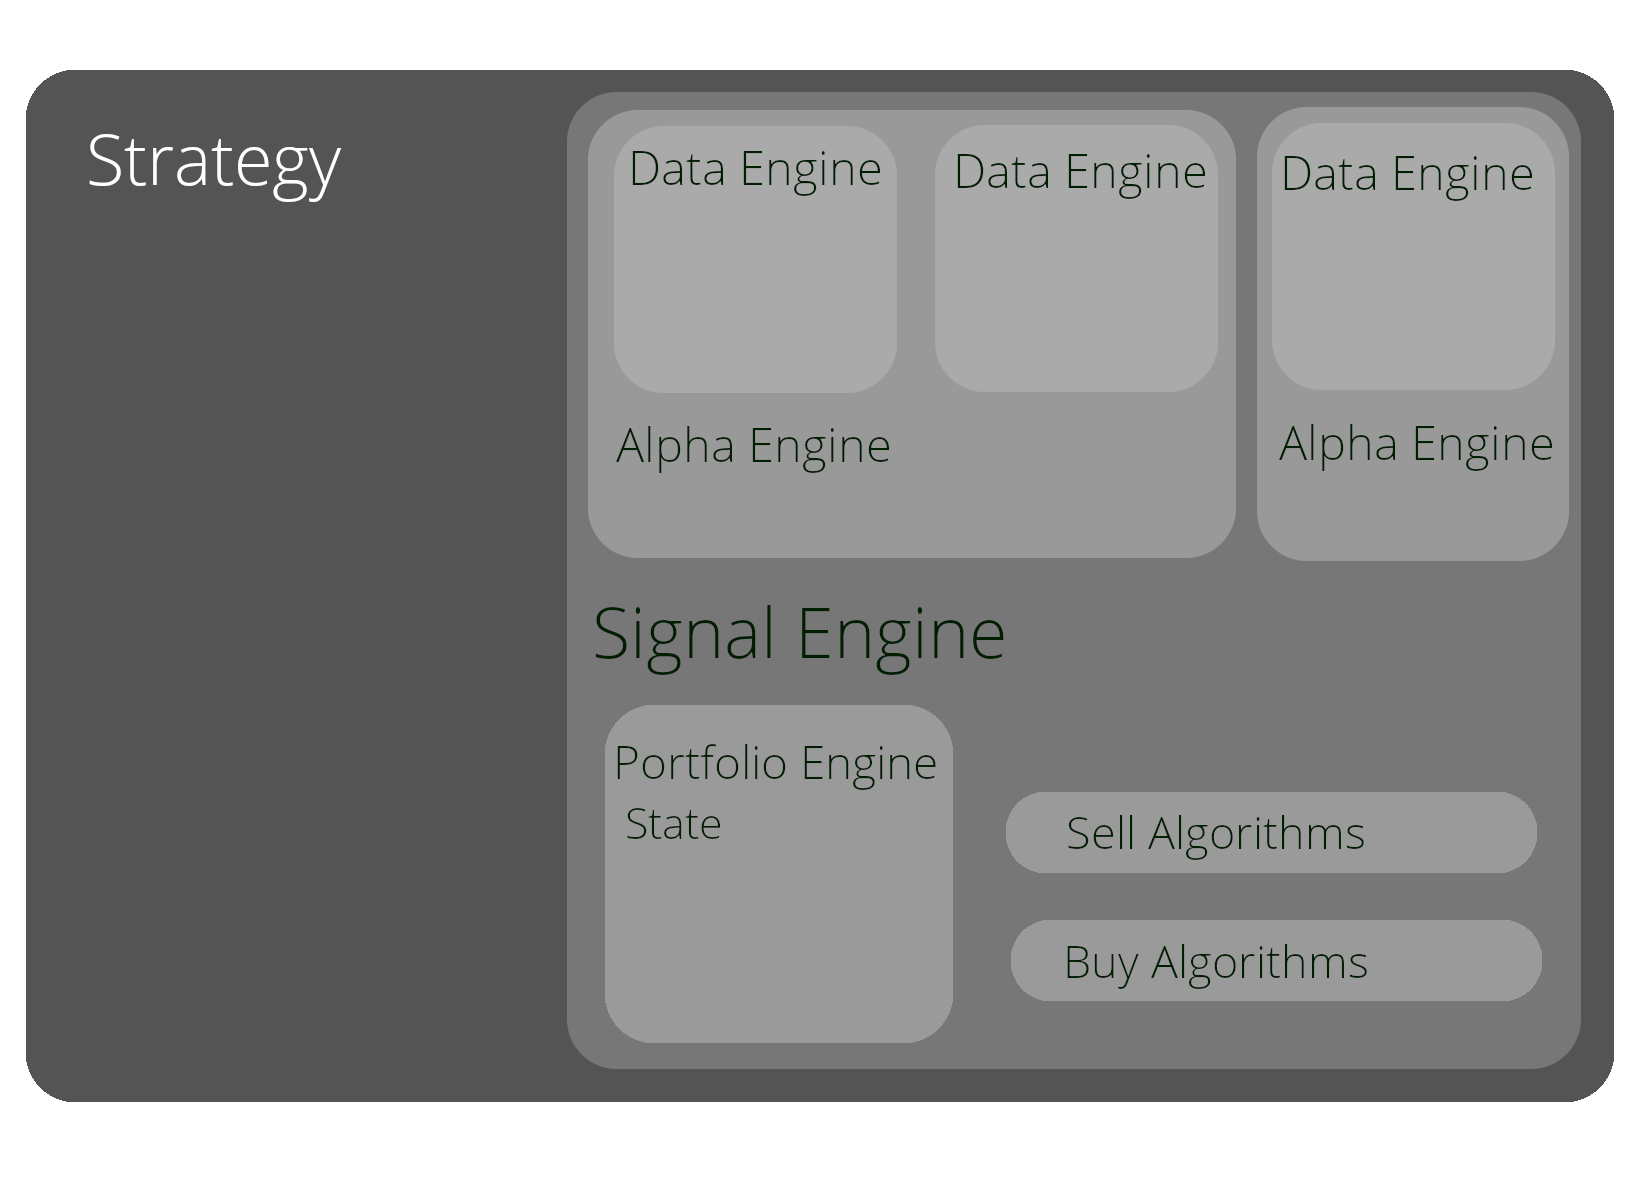 Strategy
Data Engine
Data Engine
Data Engine
Alpha Engine
Alpha Engine
Signal Engine
Portfolio Engine
State
Sell Algorithms
Buy Algorithms